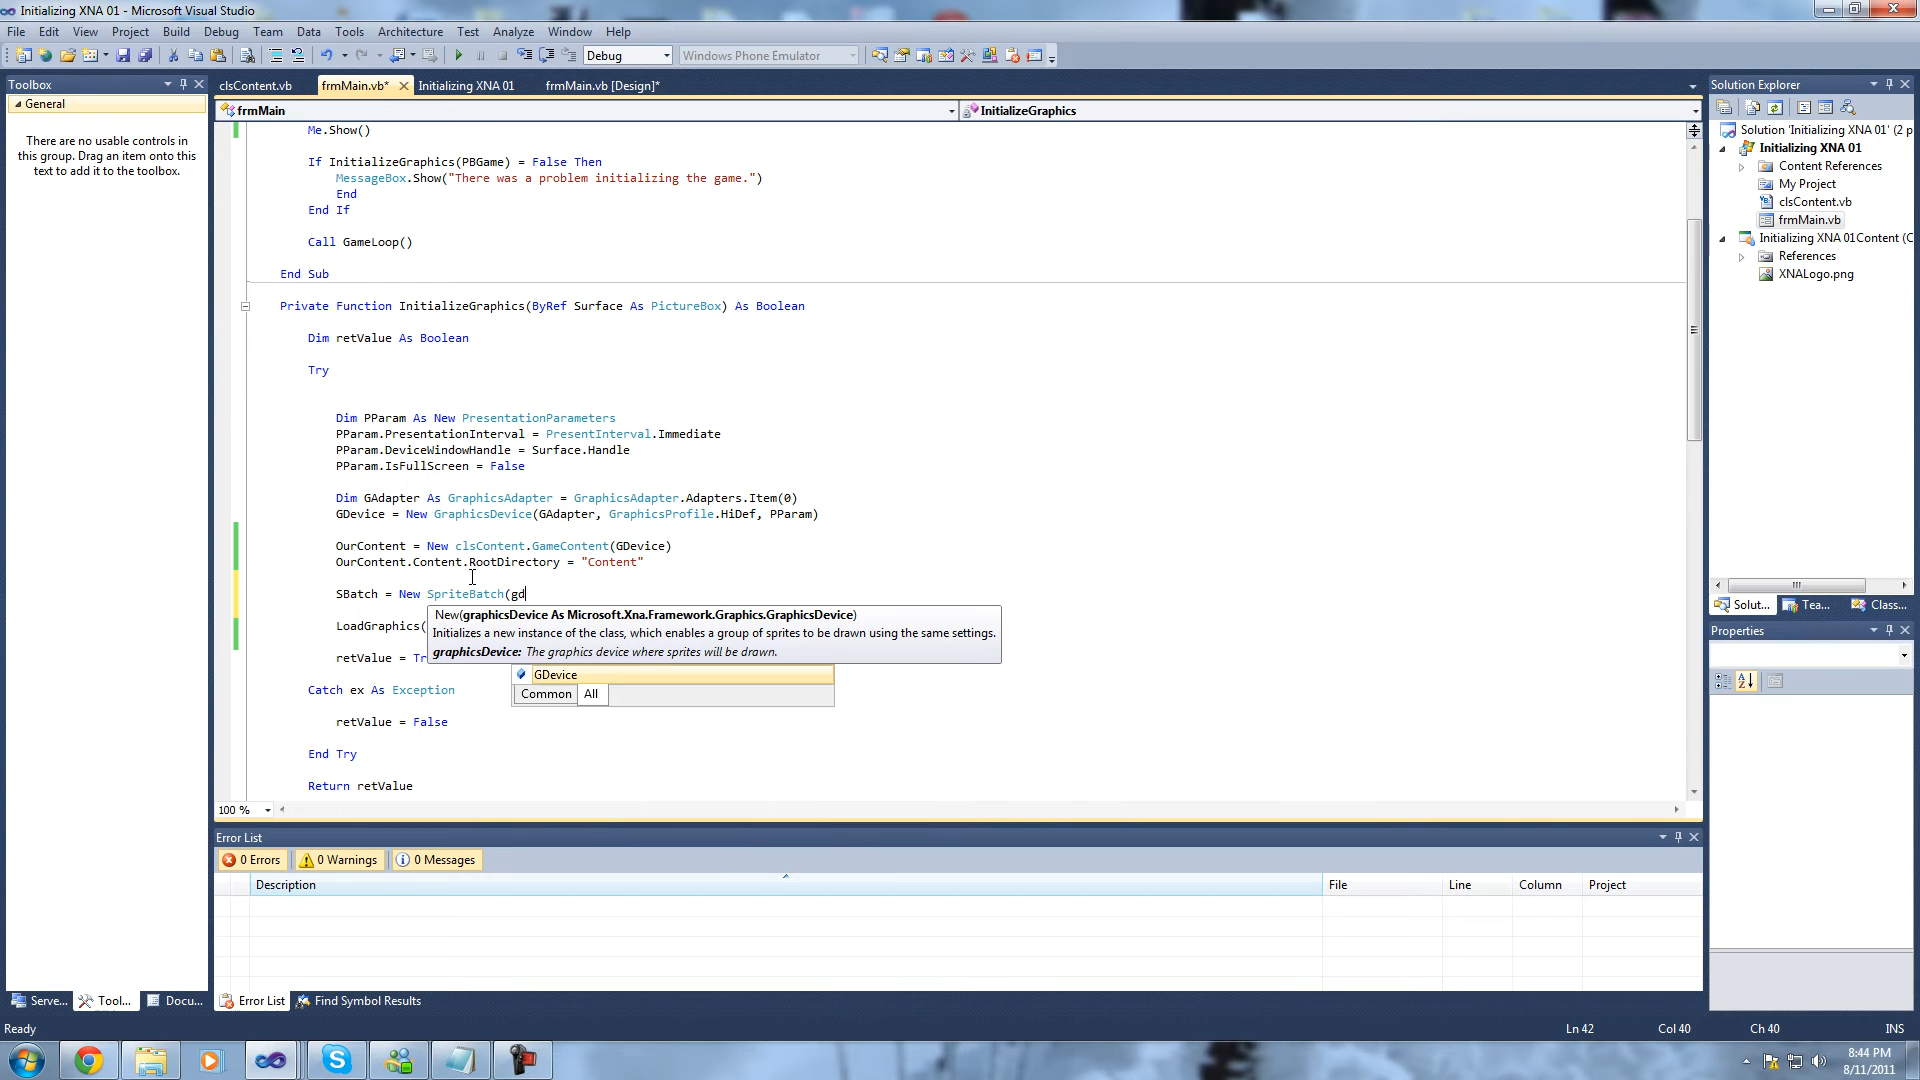 Initializing XNA 01 - Microsoft Visual Studio
File Edit View Project Build Debug Team Data Tools Architecture Test Analyze Window Help
Debug Windows Phone Emulator
Toolbox
General
There are no usable controls in
this group. Drag an item onto this
text to add it to the toolbox.
clsContent.vb frmMain.vb* Initializing XNA 01 frmMain.vb [Design]*
frmMain InitializeGraphics
Me.Show()
If InitializeGraphics(PBGame) = False Then
MessageBox.Show("There was a problem initializing the game.")
End
End If
Call GameLoop()
End Sub
Private Function InitializeGraphics(ByRef Surface As PictureBox) As Boolean
Dim retValue As Boolean
Try
Dim PParam As New PresentationParameters
PParam.PresentationInterval = PresentInterval.Immediate
PParam.DeviceWindowHandle = Surface.Handle
PParam.IsFullScreen = False
Dim GAdapter As GraphicsAdapter = GraphicsAdapter.Adapters.Item(0)
GDevice = New GraphicsDevice(GAdapter, GraphicsProfile.HiDef, PParam)
OurContent = New clsContent.GameContent(GDevice)
OurContent.Content.RootDirectory = "Content"
SBatch = New SpriteBatch(gd
New(graphicsDevice As Microsoft.Xna.Framework.Graphics.GraphicsDevice)
Initializes a new instance of the class, which enables a group of sprites to be drawn using the same settings.
graphicsDevice: The graphics device where sprites will be drawn.
LoadGraphics(
retValue = Tr
GDevice
Common All
Catch ex As Exception
retValue = False
End Try
Return retValue
100 %
Error List
0 Errors 0 Warnings 0 Messages
Description File Line Column Project
Serve... Tool... Docu... Error List Find Symbol Results
Solution Explorer
Solution 'Initializing XNA 01' (2 p
Initializing XNA 01
Content References
My Project
clsContent.vb
frmMain.vb
Initializing XNA 01Content (C
References
XNALogo.png
Solut... Tea... Class...
Properties
Ready Ln 42 Col 40 Ch 40 INS
8:44 PM
8/11/2011